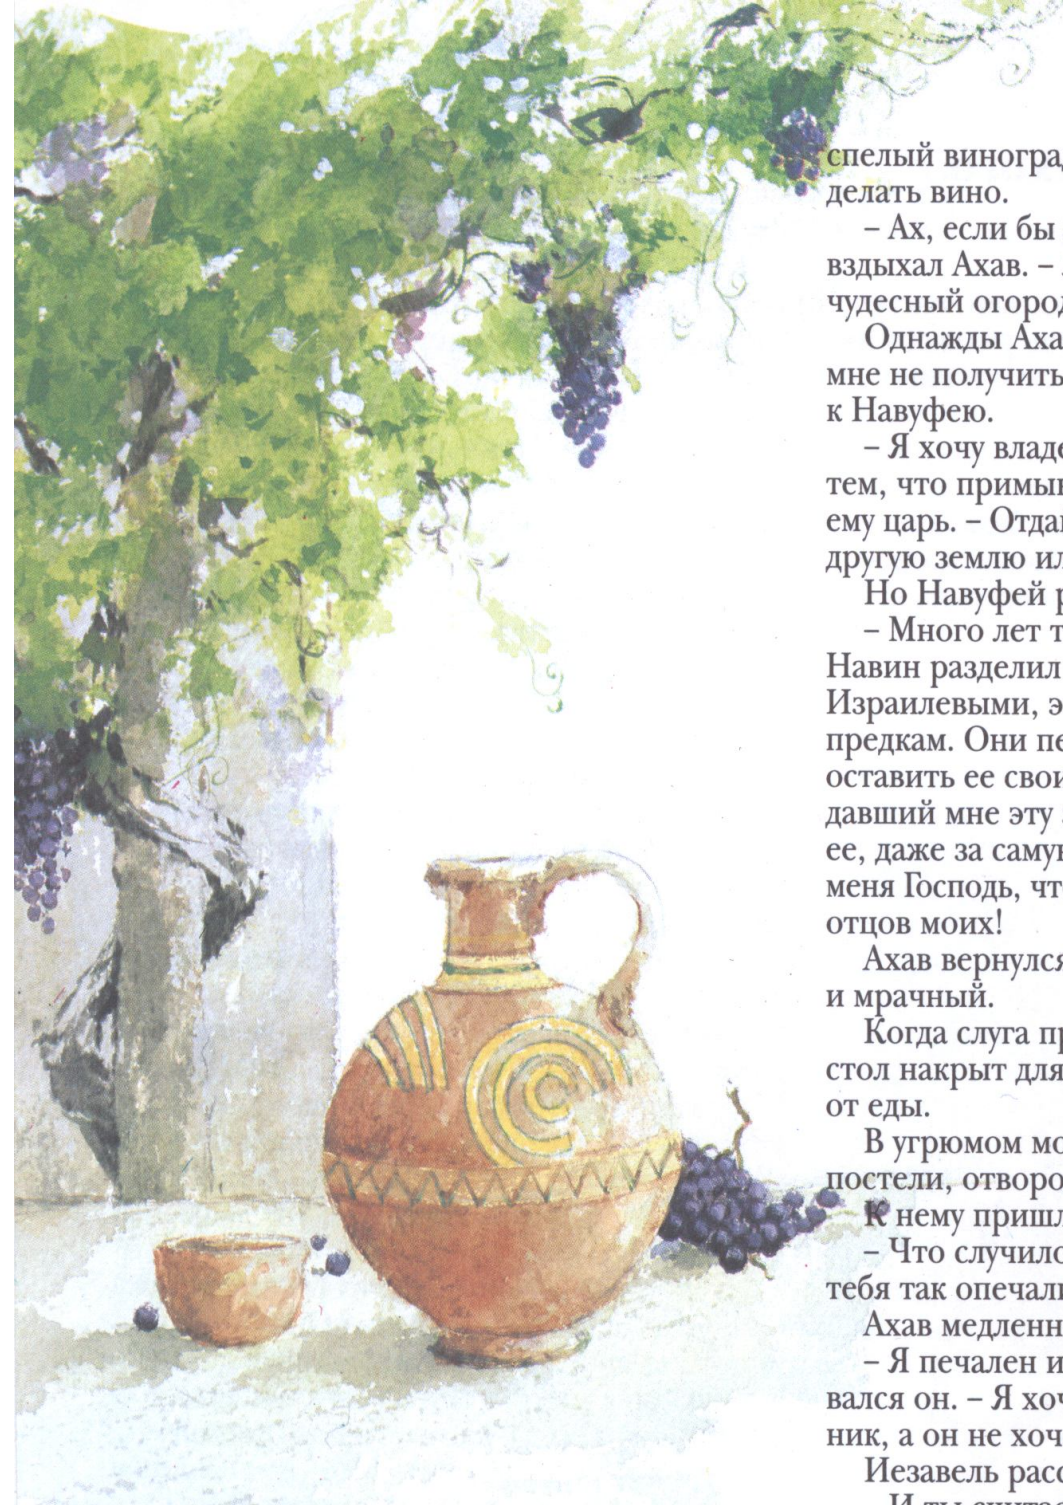 спелый виноград
делать вино.
– Ах, если бы
вздыхал Ахав. –
чудесный огород
Однажды Аха
мне не получить
к Навуфею.
– Я хочу владе
тем, что примы
ему царь. – Отда
другую землю ил
Но Навуфей р
– Много лет т
Навин разделил
Израилевыми, э
предкам. Они пе
оставить ее свои
давший мне эту
ее, даже за саму
меня Господь, чт
отцов моих!
Ахав вернулся
и мрачный.
Когда слуга пр
стол накрыт для
от еды.
В угрюмом мо
постели, отворо
К нему пришл
– Что случило
тебя так опечали
Ахав медленн
– Я печален и
вался он. – Я хоч
ник, а он не хоч
Иезавель расс